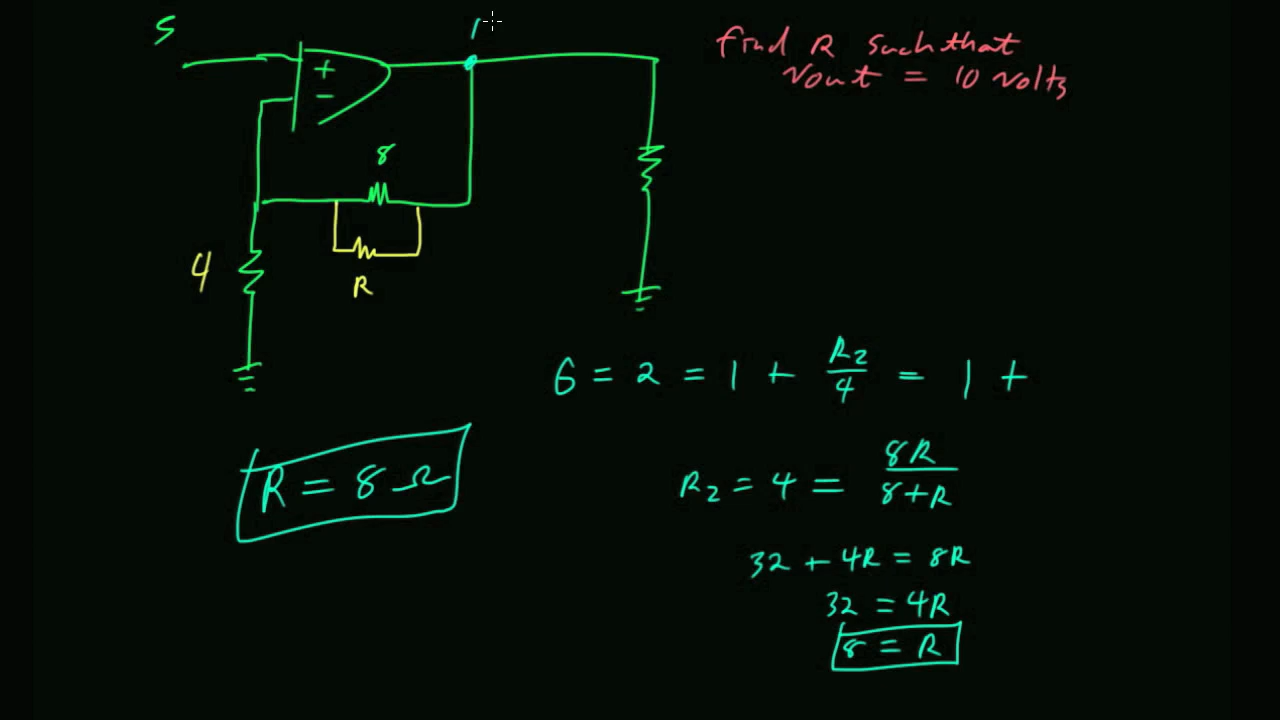 5
1
find R such that
Vout = 10 volts
+
-
8
4
R
G = 2 = 1 + R2/4 = 1 +
R = 8 Ω
R2 = 4 = 8R/8+R
32 + 4R = 8R
32 = 4R
8 = R